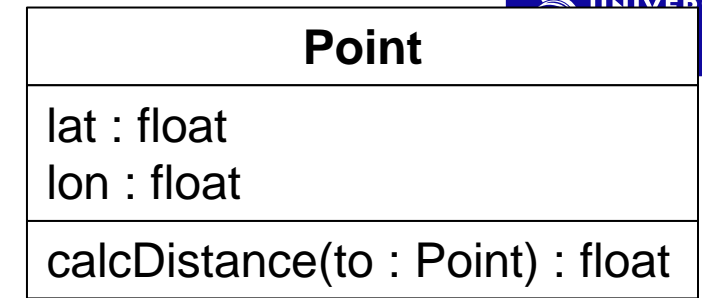 Point
lat : float
lon : float
calcDistance(to : Point) : float